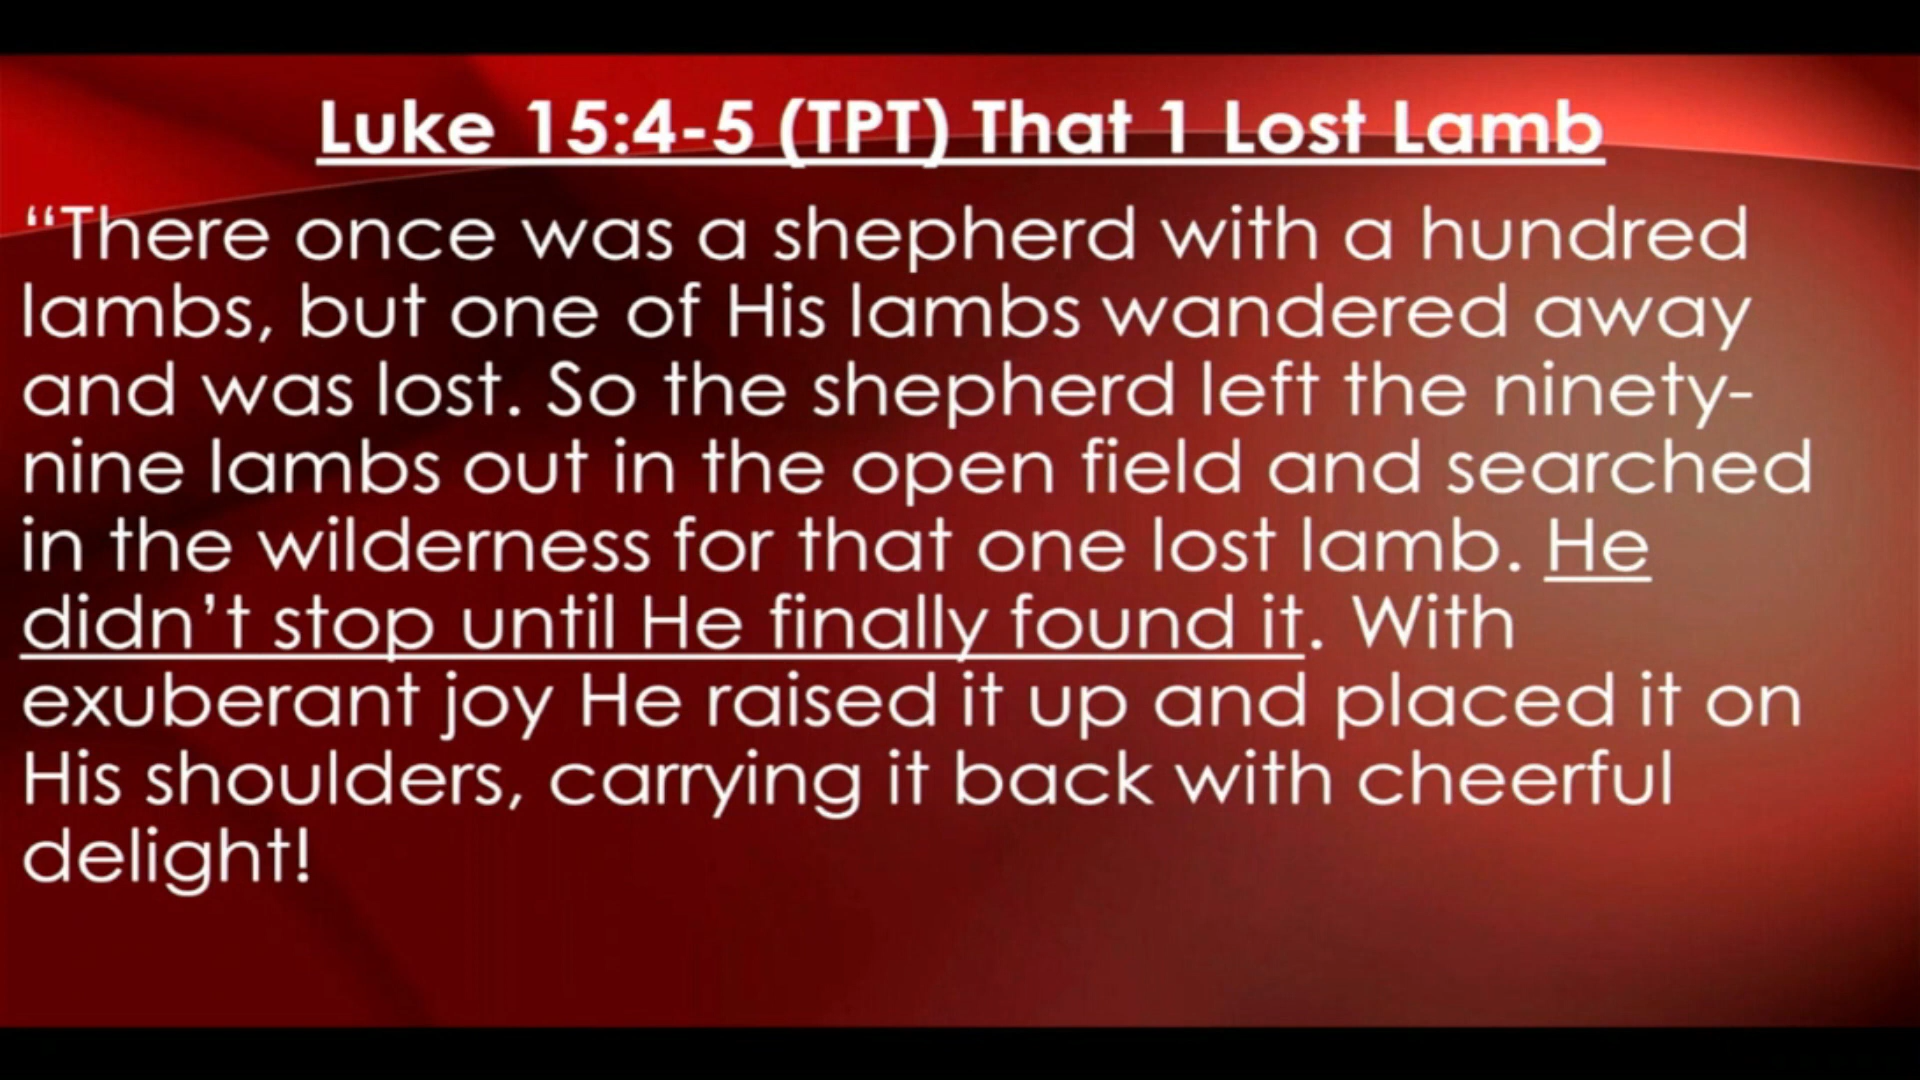 Luke 15:4-5 (TPT) That 1 Lost Lamb
“There once was a shepherd with a hundred
lambs, but one of His lambs wandered away
and was lost. So the shepherd left the ninety-
nine lambs out in the open field and searched
in the wilderness for that one lost lamb. He
didn’t stop until He finally found it. With
exuberant joy He raised it up and placed it on
His shoulders, carrying it back with cheerful
delight!